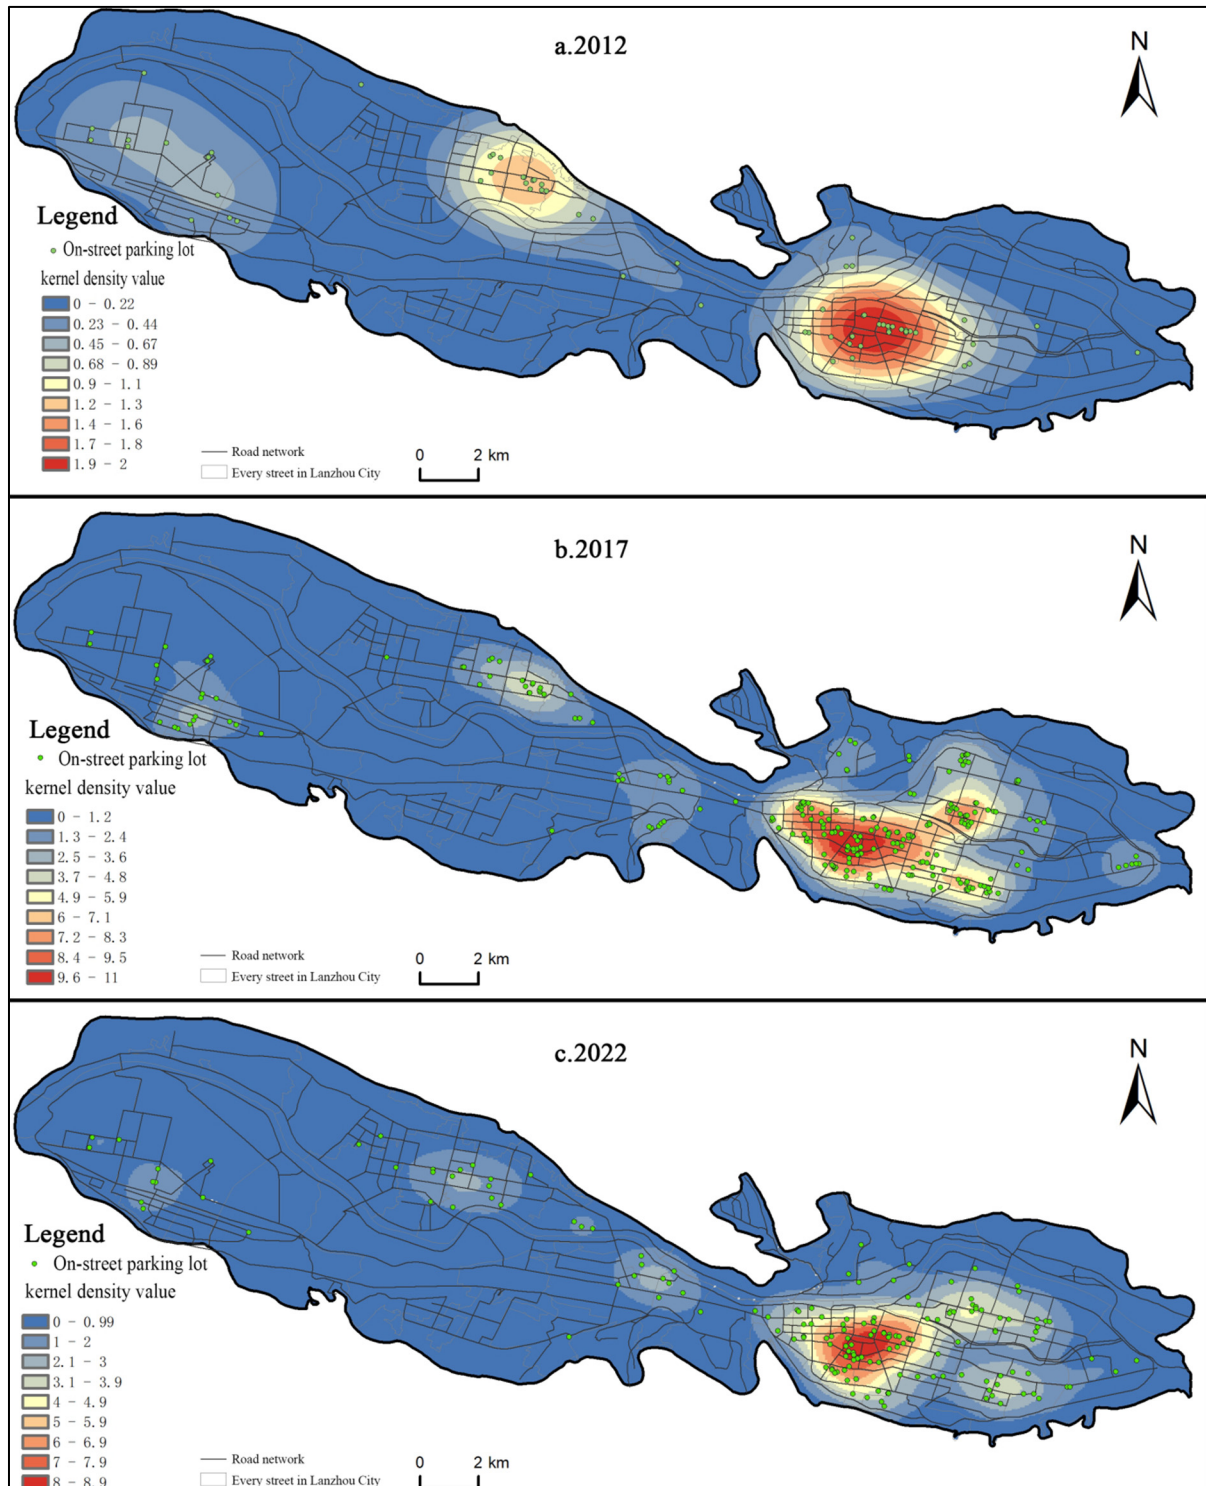 a.2012
N
Legend
On-street parking lot
kernel density value
0 - 0.22
0.23 - 0.44
0.45 - 0.67
0.68 - 0.89
0.9 - 1.1
1.2 - 1.3
1.4 - 1.6
1.7 - 1.8
1.9 - 2
Road network
Every street in Lanzhou City
0 2 km
b.2017
N
Legend
On-street parking lot
kernel density value
0 - 1.2
1.3 - 2.4
2.5 - 3.6
3.7 - 4.8
4.9 - 5.9
6 - 7.1
7.2 - 8.3
8.4 - 9.5
9.6 - 11
Road network
Every street in Lanzhou City
0 2 km
c.2022
N
Legend
On-street parking lot
kernel density value
0 - 0.99
1 - 2
2.1 - 3
3.1 - 3.9
4 - 4.9
5 - 5.9
6 - 6.9
7 - 7.9
8 - 8.9
Road network
Every street in Lanzhou City
0 2 km